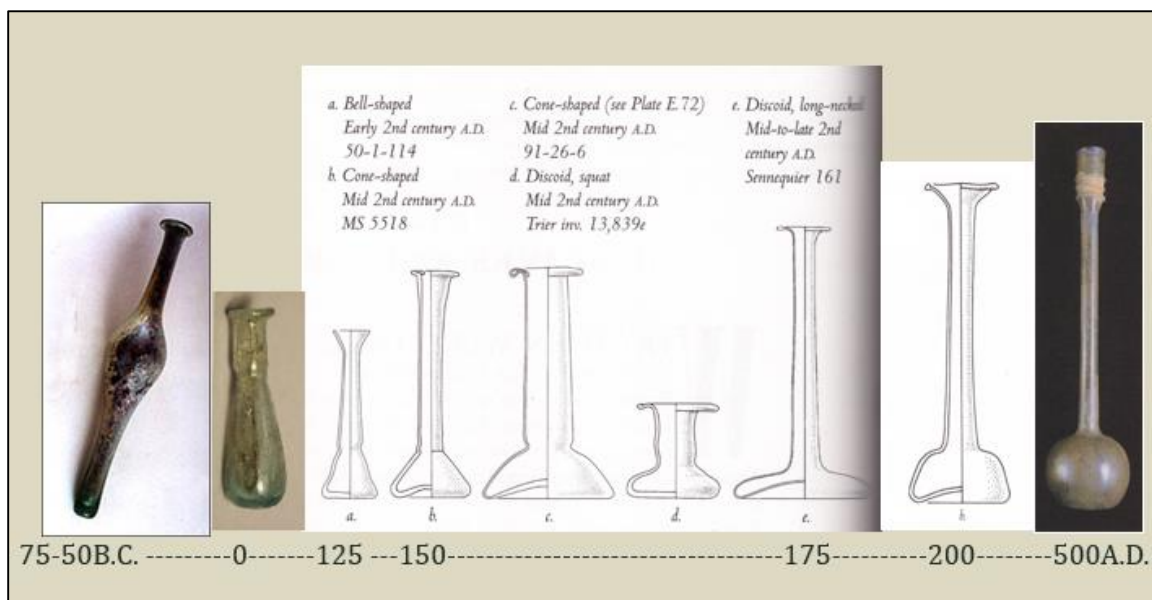 a. Bell-shaped
Early 2nd century A.D.
50-1-114
b. Cone-shaped
Mid 2nd century A.D.
MS 5518
c. Cone-shaped (see Plate E.72)
Mid 2nd century A.D.
91-26-6
d. Discoid, squat
Mid 2nd century A.D.
Trier inv. 13,839e
e. Discoid, long-necked
Mid-to-late 2nd
century A.D.
Sennequier 161
a. b. c. d. e. h
75-50B.C. ---------0------125 ---150------------------------------------175----------200--------500A.D.